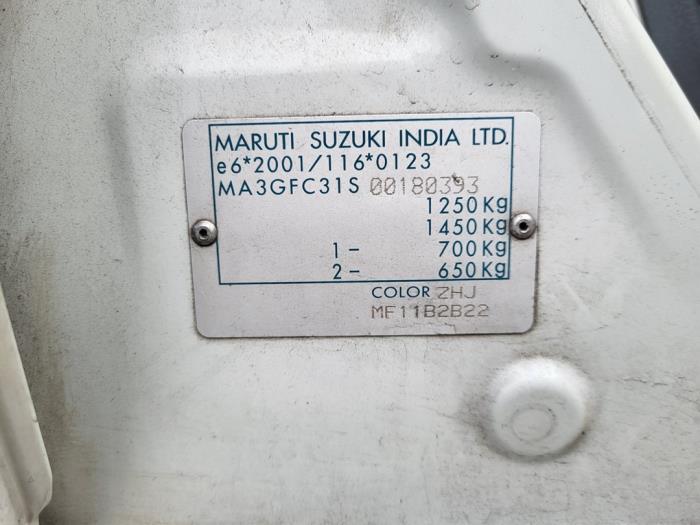 MARUTI SUZUKI INDIA LTD.
e6*2001/116*0123
MA3GFC31S 00180393
1250Kg
1450Kg
1- 700Kg
2- 650Kg
COLOR ZHJ
MF11B2B22